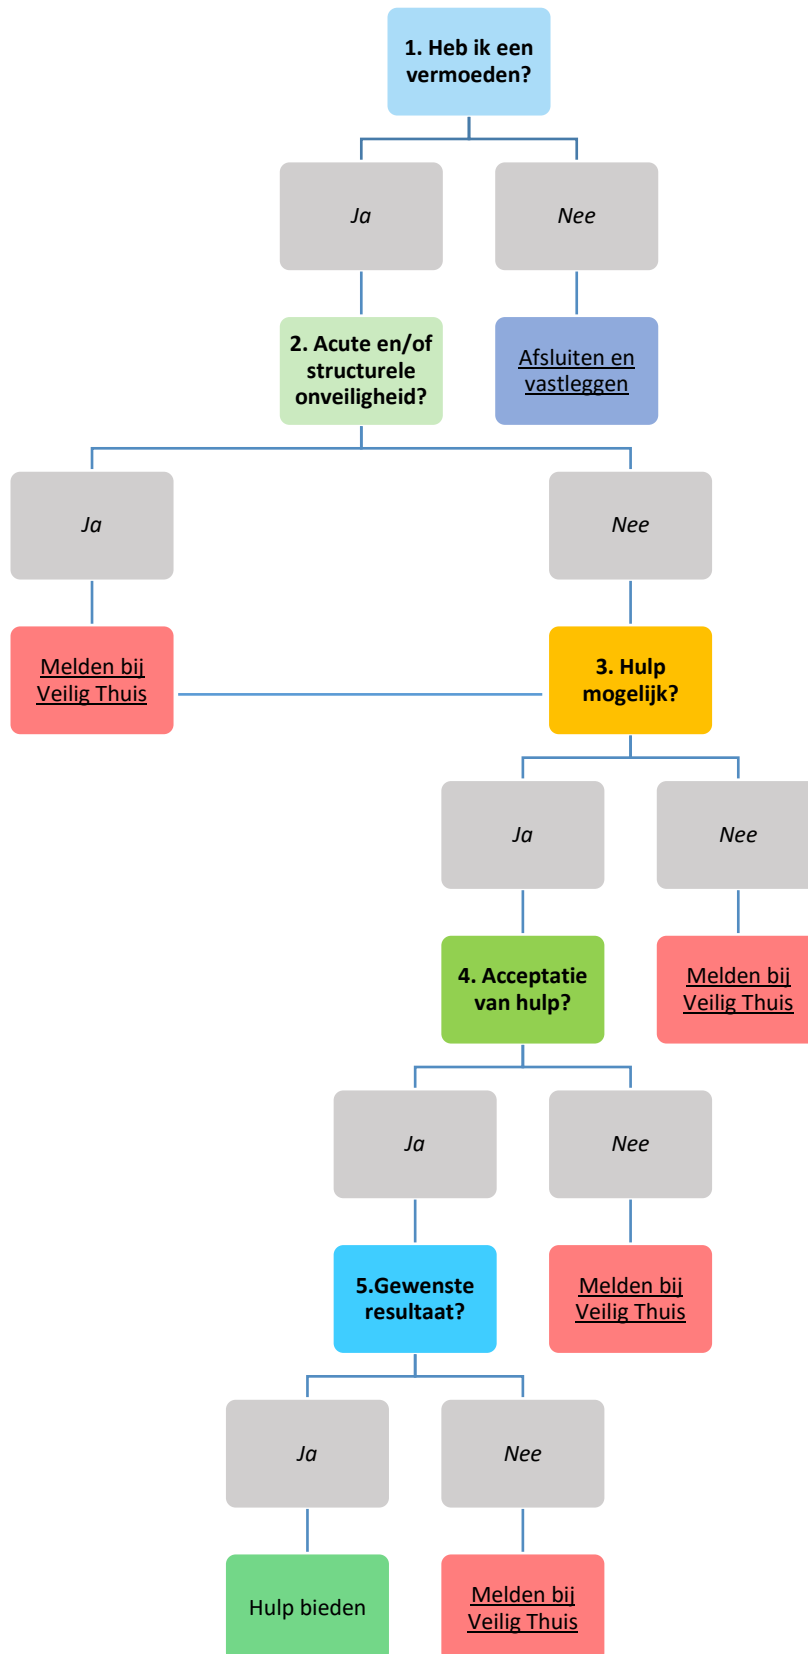 1. Heb ik een
vermoeden?
Ja
Nee
2. Acute en/of
structurele
onveiligheid?
Afsluiten en
vastleggen
Ja
Nee
Melden bij
Veilig Thuis
3. Hulp
mogelijk?
Ja
Nee
4. Acceptatie
van hulp?
Melden bij
Veilig Thuis
Ja
Nee
5.Gewenste
resultaat?
Melden bij
Veilig Thuis
Ja
Nee
Hulp bieden
Melden bij
Veilig Thuis